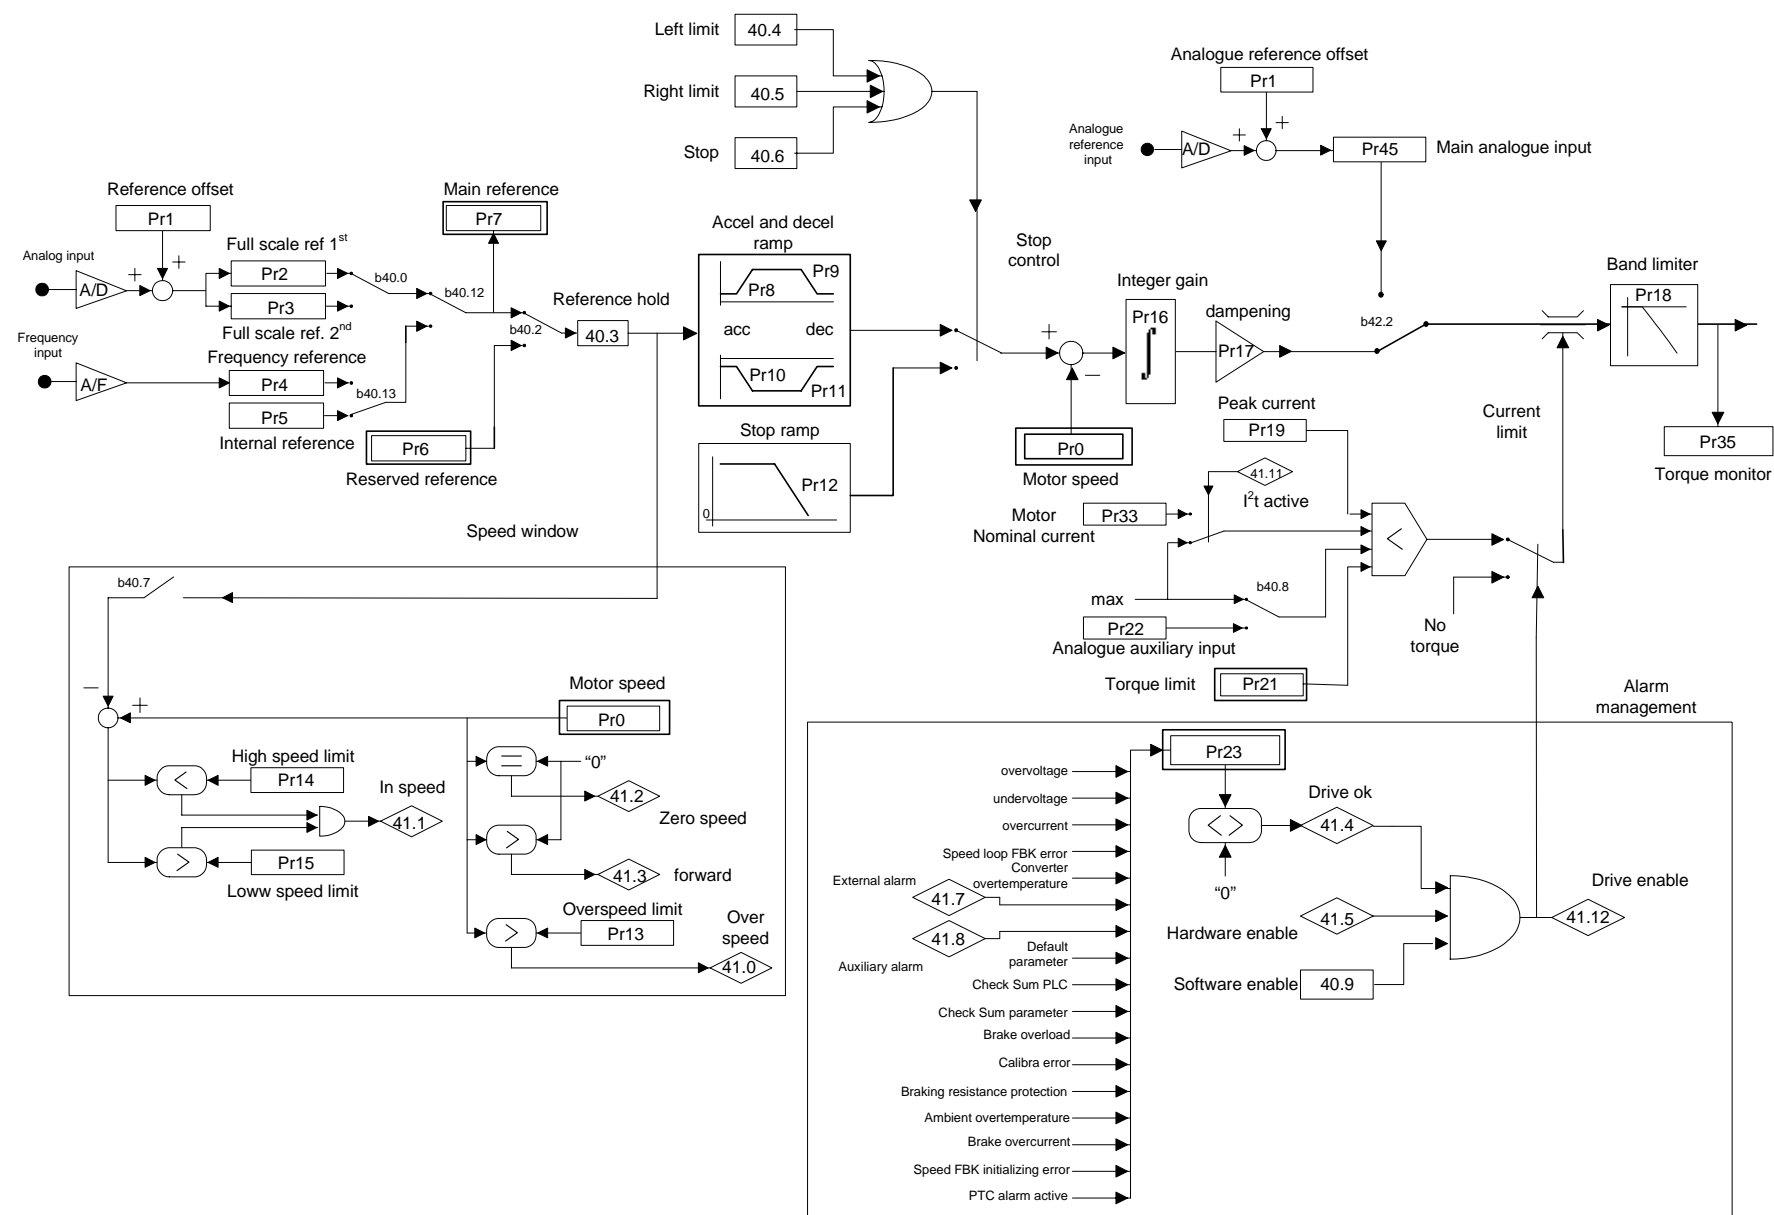 Left limit
40.4
Right limit
40.5
Stop
40.6
Analogue reference offset
Pr1
Analogue
reference
input
A/D
+
+
Pr45
Main analogue input
Reference offset
Pr1
Analog input
A/D
+
+
Full scale ref 1st
Pr2
Pr3
Full scale ref. 2nd
b40.0
b40.12
Main reference
Pr7
b40.2
Reference hold
40.3
Frequency
input
A/F
Frequency reference
Pr4
Pr5
Internal reference
b40.13
Pr6
Reserved reference
Accel and decel
ramp
Pr9
Pr8
acc
dec
Pr10
Pr11
Stop ramp
Pr12
0
Stop
control
+
−
Pr0
Motor speed
Integer gain
Pr16
dampening
Pr17
b42.2
Band limiter
Pr18
Current
limit
Pr35
Torque monitor
Peak current
Pr19
41.11
I2t active
Motor
Nominal current
Pr33
<
max
b40.8
Pr22
Analogue auxiliary input
Torque limit
Pr21
No
torque
Speed window
b40.7
−
+
Motor speed
Pr0
High speed limit
<
Pr14
In speed
41.1
>
Pr15
Loww speed limit
=
“0”
41.2
Zero speed
>
41.3
forward
Overspeed limit
>
Pr13
Over
speed
41.0
Alarm
management
Pr23
overvoltage
undervoltage
overcurrent
Speed loop FBK error
Converter
overtemperature
External alarm
41.7
41.8
Auxiliary alarm
Default
parameter
Check Sum PLC
Check Sum parameter
Brake overload
Calibra error
Braking resistance protection
Ambient overtemperature
Brake overcurrent
Speed FBK initializing error
PTC alarm active
< >
“0”
Drive ok
41.4
Hardware enable
41.5
Software enable
40.9
Drive enable
41.12